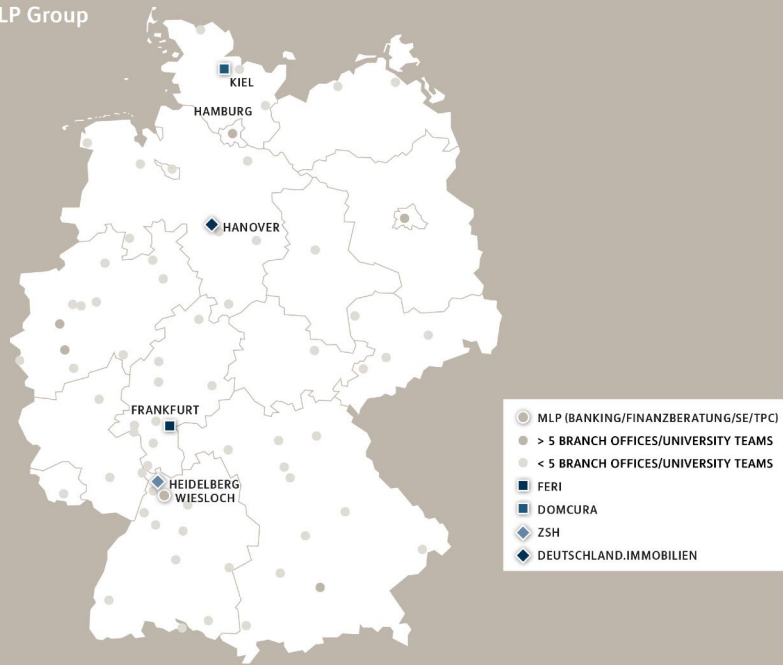 LP Group
KIEL
HAMBURG
HANOVER
FRANKFURT
HEIDELBERG
WIESLOCH
MLP (BANKING/FINANZBERATUNG/SE/TPC)
> 5 BRANCH OFFICES/UNIVERSITY TEAMS
< 5 BRANCH OFFICES/UNIVERSITY TEAMS
FERI
DOMCURA
ZSH
DEUTSCHLAND.IMMOBILIEN